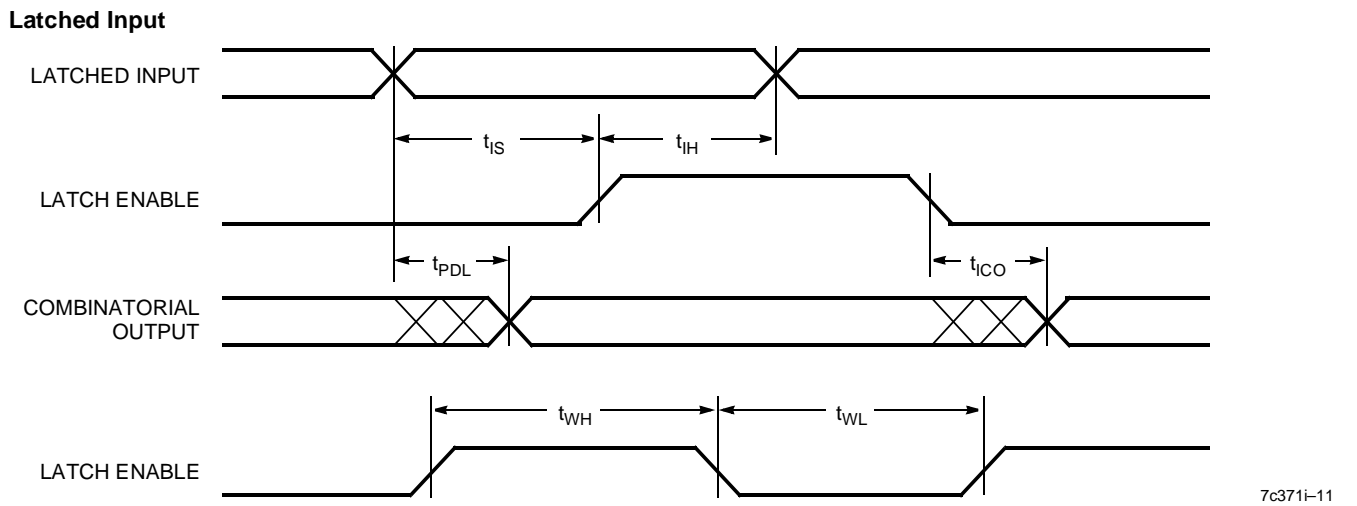 Latched Input
LATCHED INPUT
tIS
tIH
LATCH ENABLE
tPDL
tICO
COMBINATORIAL
OUTPUT
tWH
tWL
LATCH ENABLE
7c371i–11